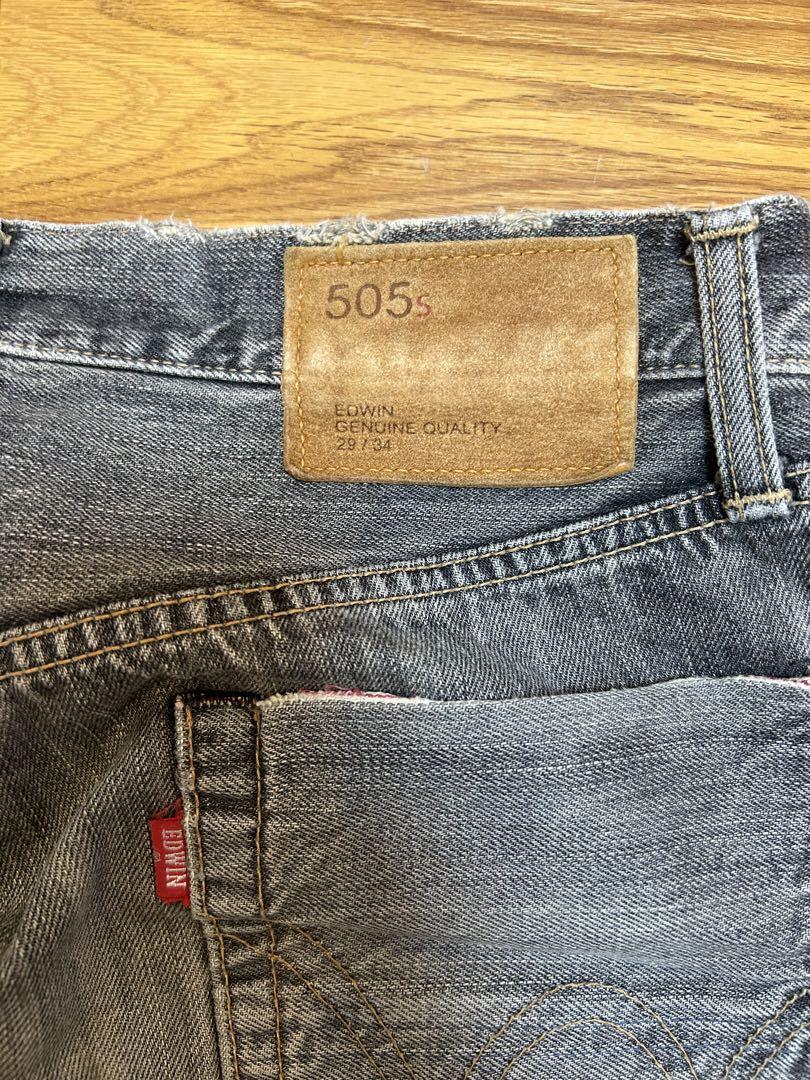 505s
EDWIN
GENUINE QUALITY
29 / 34
EDWIN